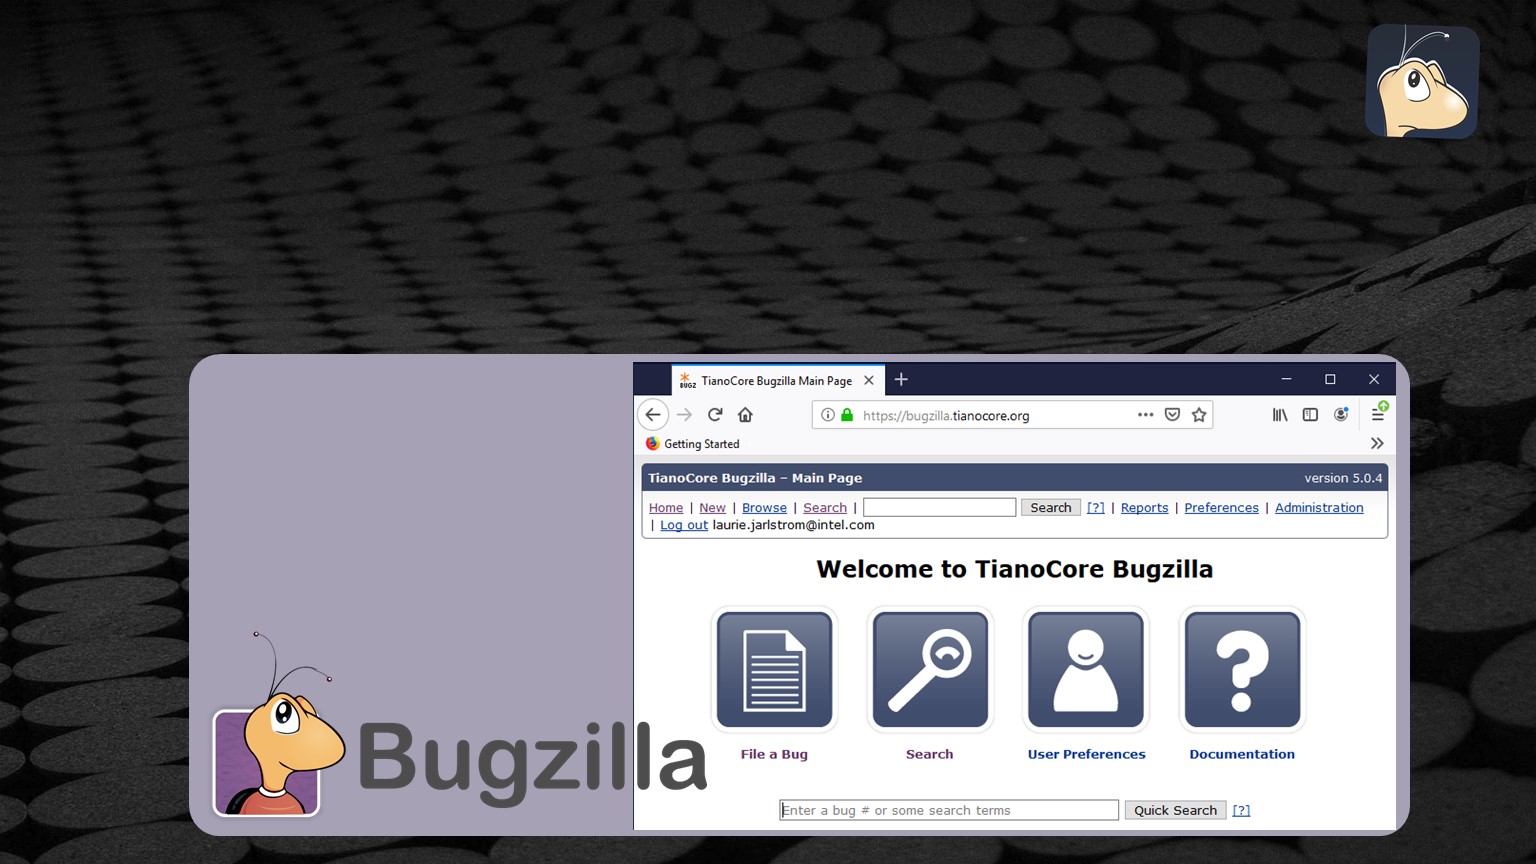 BUGZ
TianoCore Bugzilla Main Page
https://bugzilla.tianocore.org
Getting Started
TianoCore Bugzilla – Main Page
version 5.0.4
Home | New | Browse | Search | Search [?] | Reports | Preferences | Administration
| Log out laurie.jarlstrom@intel.com
Welcome to TianoCore Bugzilla
File a Bug
Search
User Preferences
Documentation
Enter a bug # or some search terms
Quick Search [?]
Bugzilla